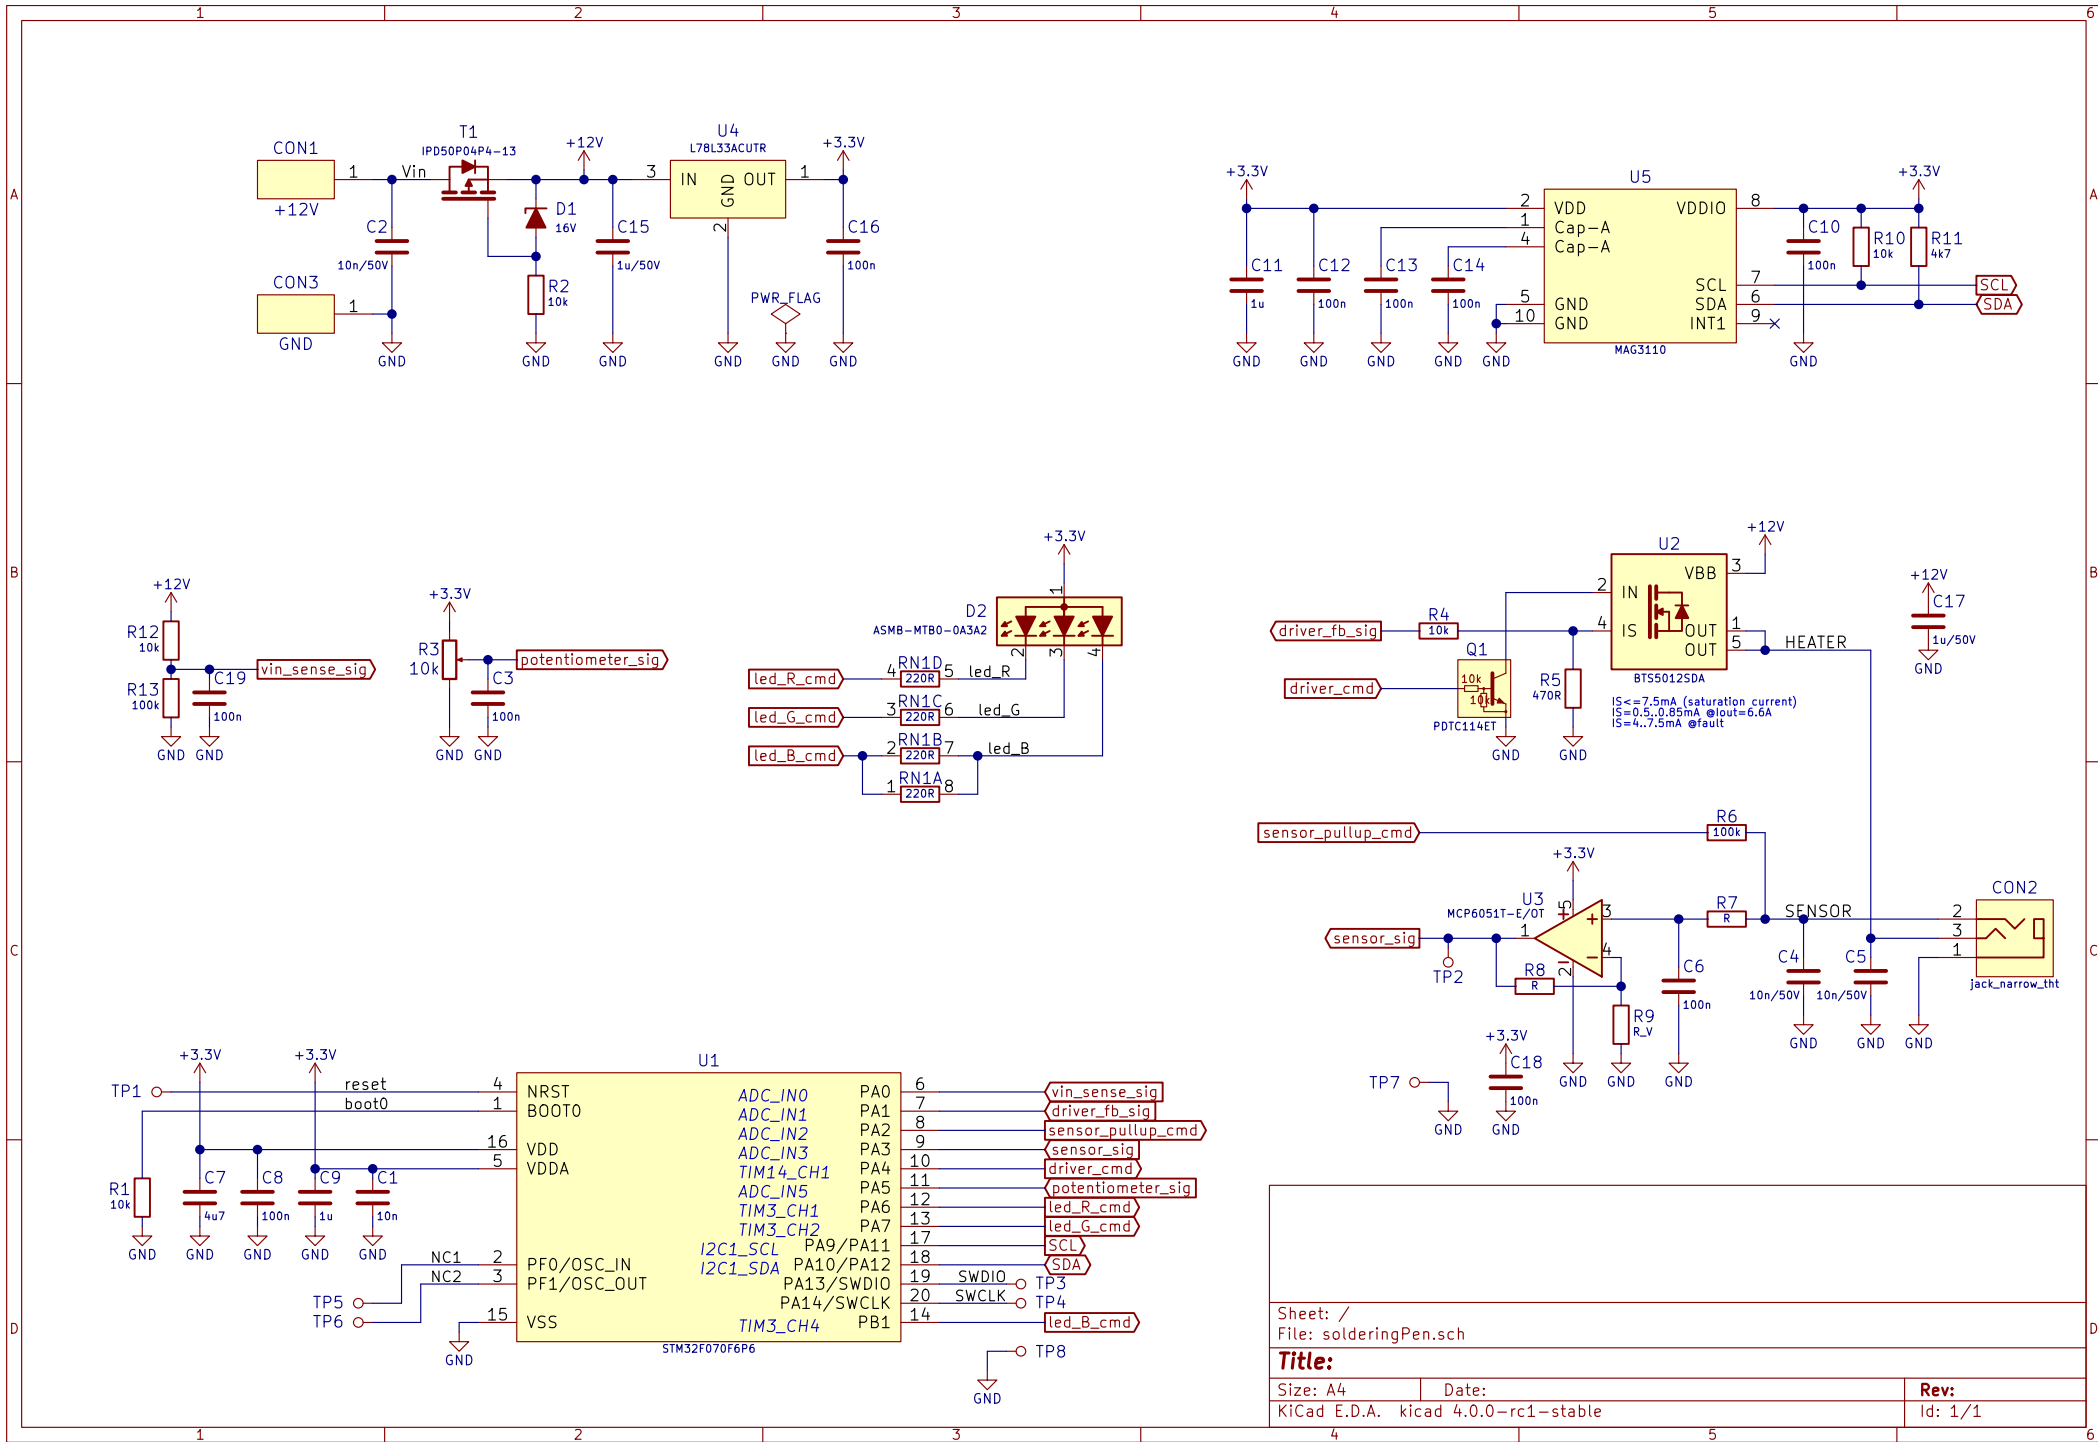 1 2 3 4 5 6
A
B
C
D
CON1
1
+12V
CON3
1
GND
Vin
C2
10n/50V
GND
T1
IPD50P04P4-13
D1
16V
R2
10k
GND
+12V
C15
1u/50V
GND
U4
L78L33ACUTR
3 IN
GND
OUT 1
2
GND
PWR_FLAG
GND
+3.3V
C16
100n
GND
+3.3V
C11
1u
GND
C12
100n
GND
C13
100n
GND
C14
100n
GND
GND
U5
2 VDD
1 Cap-A
4 Cap-A
5 GND
10 GND
VDDIO 8
SCL 7
SDA 6
INT1 9
MAG3110
C10
100n
GND
+3.3V
R10
10k
R11
4k7
SCL
SDA
+12V
R12
10k
R13
100k
GND
C19
100n
GND
vin_sense_sig
+3.3V
R3
10k
GND
C3
100n
GND
potentiometer_sig
+3.3V
1
D2
ASMB-MTB0-0A3A2
2 3 4
led_R_cmd
4 RN1D 5
220R
led_R
led_G_cmd
3 RN1C 6
220R
led_G
led_B_cmd
2 RN1B 7
220R
led_B
1 RN1A 8
220R
driver_fb_sig
R4
10k
driver_cmd
Q1
10k
10k
PDTC114ET
GND
R5
470R
GND
U2
+12V
VBB 3
2 IN
4 IS
OUT 1
OUT 5
BTS5012SDA
HEATER
IS<=7.5mA (saturation current)
IS=0.5..0.85mA @Iout=6.6A
IS=4..7.5mA @fault
+12V
C17
1u/50V
GND
sensor_pullup_cmd
R6
100k
+3.3V
U3
MCP6051T-E/OT
5
3
1
4
2
+
-
sensor_sig
TP2
R8
R
R9
R_V
GND
GND
R7
R
C6
100n
GND
SENSOR
C4
10n/50V
GND
C5
10n/50V
GND
CON2
2
3
1
jack_narrow_tht
GND
TP7
GND
+3.3V
C18
100n
GND
TP1
+3.3V
+3.3V
reset
boot0
R1
10k
GND
C7
4u7
GND
C8
100n
GND
C9
1u
GND
C1
10n
GND
NC1
NC2
TP5
TP6
GND
U1
4 NRST
1 BOOT0
16 VDD
5 VDDA
2 PF0/OSC_IN
3 PF1/OSC_OUT
15 VSS
ADC_IN0 PA0 6 vin_sense_sig
ADC_IN1 PA1 7 driver_fb_sig
ADC_IN2 PA2 8 sensor_pullup_cmd
ADC_IN3 PA3 9 sensor_sig
TIM14_CH1 PA4 10 driver_cmd
ADC_IN5 PA5 11 potentiometer_sig
TIM3_CH1 PA6 12 led_R_cmd
TIM3_CH2 PA7 13 led_G_cmd
I2C1_SCL PA9/PA11 17 SCL
I2C1_SDA PA10/PA12 18 SDA
PA13/SWDIO 19 SWDIO TP3
PA14/SWCLK 20 SWCLK TP4
TIM3_CH4 PB1 14 led_B_cmd
STM32F070F6P6
TP8
GND
Sheet: /
File: solderingPen.sch
Title:
Size: A4 Date: Rev:
KiCad E.D.A. kicad 4.0.0-rc1-stable Id: 1/1
A
B
C
D
1 2 3 4 5 6